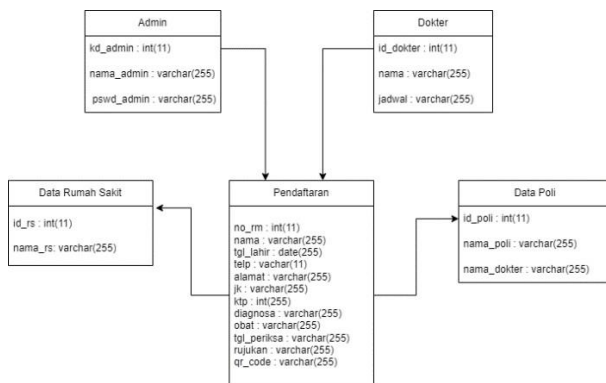 Admin
kd_admin : int(11)
nama_admin : varchar(255)
pswd_admin : varchar(255)
Dokter
id_dokter : int(11)
nama : varchar(255)
jadwal : varchar(255)
Data Rumah Sakit
id_rs : int(11)
nama_rs: varchar(255)
Pendaftaran
no_rm : int(11)
nama : varchar(255)
tgl_lahir : date(255)
telp : vachar(11)
alamat : varchar(255)
jk : varchar(255)
ktp : int(255)
diagnosa : varchar(255)
obat : varchar(255)
tgl_periksa : varchar(255)
rujukan : varchar(255)
qr_code : varchar(255)
Data Poli
id_poli : int(11)
nama_poli : varchar(255)
nama_dokter : varchar(255)